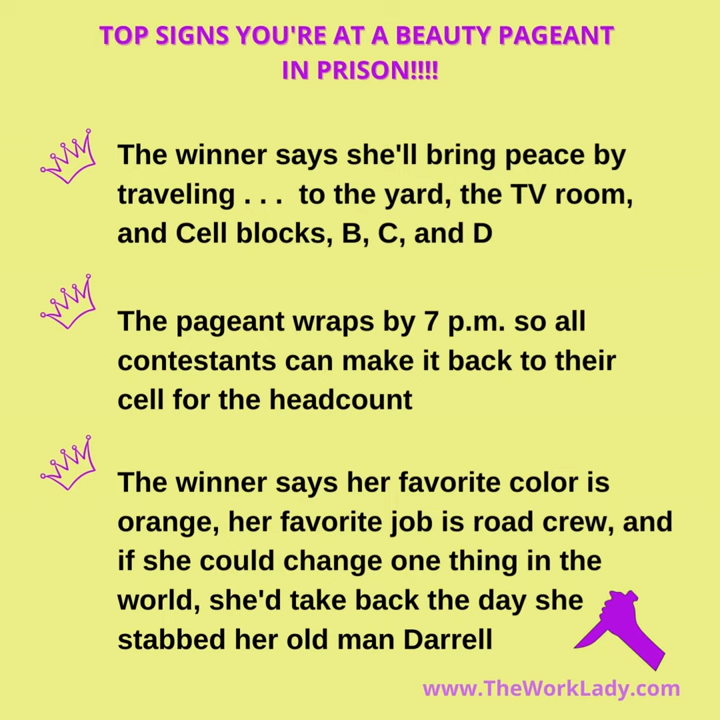 TOP SIGNS YOU'RE AT A BEAUTY PAGEANT
IN PRISON!!!!
The winner says she'll bring peace by
traveling . . .  to the yard, the TV room,
and Cell blocks, B, C, and D
The pageant wraps by 7 p.m. so all
contestants can make it back to their
cell for the headcount
The winner says her favorite color is
orange, her favorite job is road crew, and
if she could change one thing in the
world, she'd take back the day she
stabbed her old man Darrell
www.TheWorkLady.com